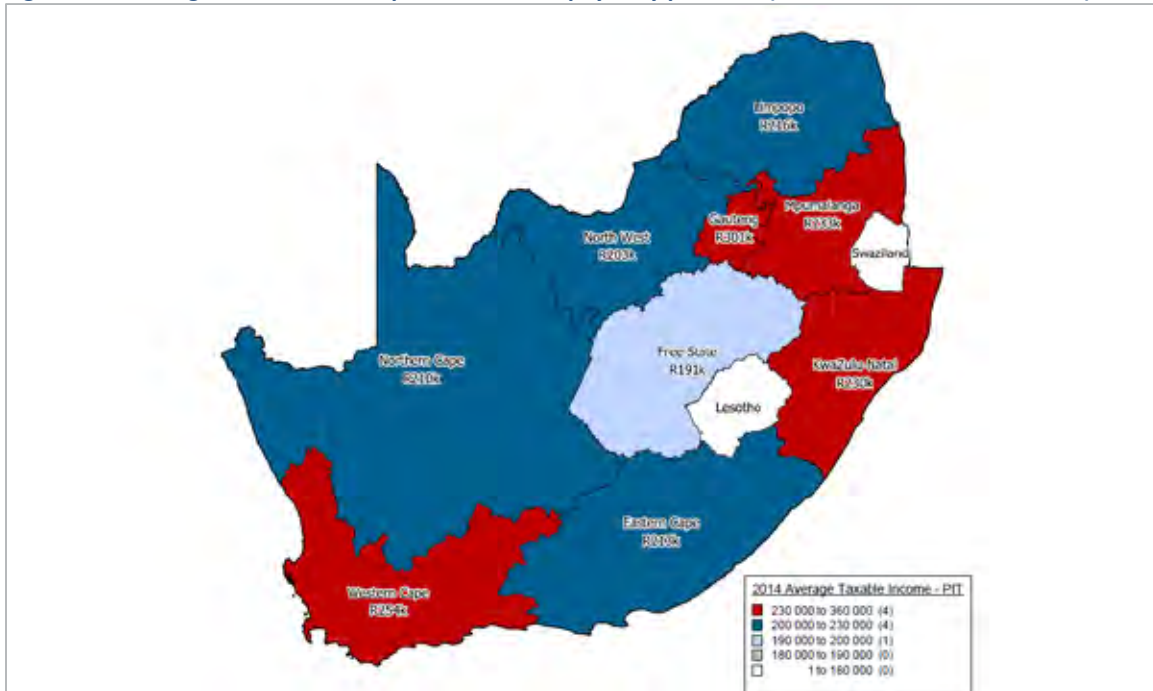 Limpopo
R216k
Mpumalanga
R233k
Gauteng
R301k
North West
R203k
Swaziland
Northern Cape
R210k
Free State
R191k
KwaZulu-Natal
R230k
Lesotho
Eastern Cape
R219k
Western Cape
R254k
2014 Average Taxable Income - PIT
230 000 to 360 000 (4)
200 000 to 230 000 (4)
190 000 to 200 000 (1)
180 000 to 190 000 (0)
1 to 180 000 (0)